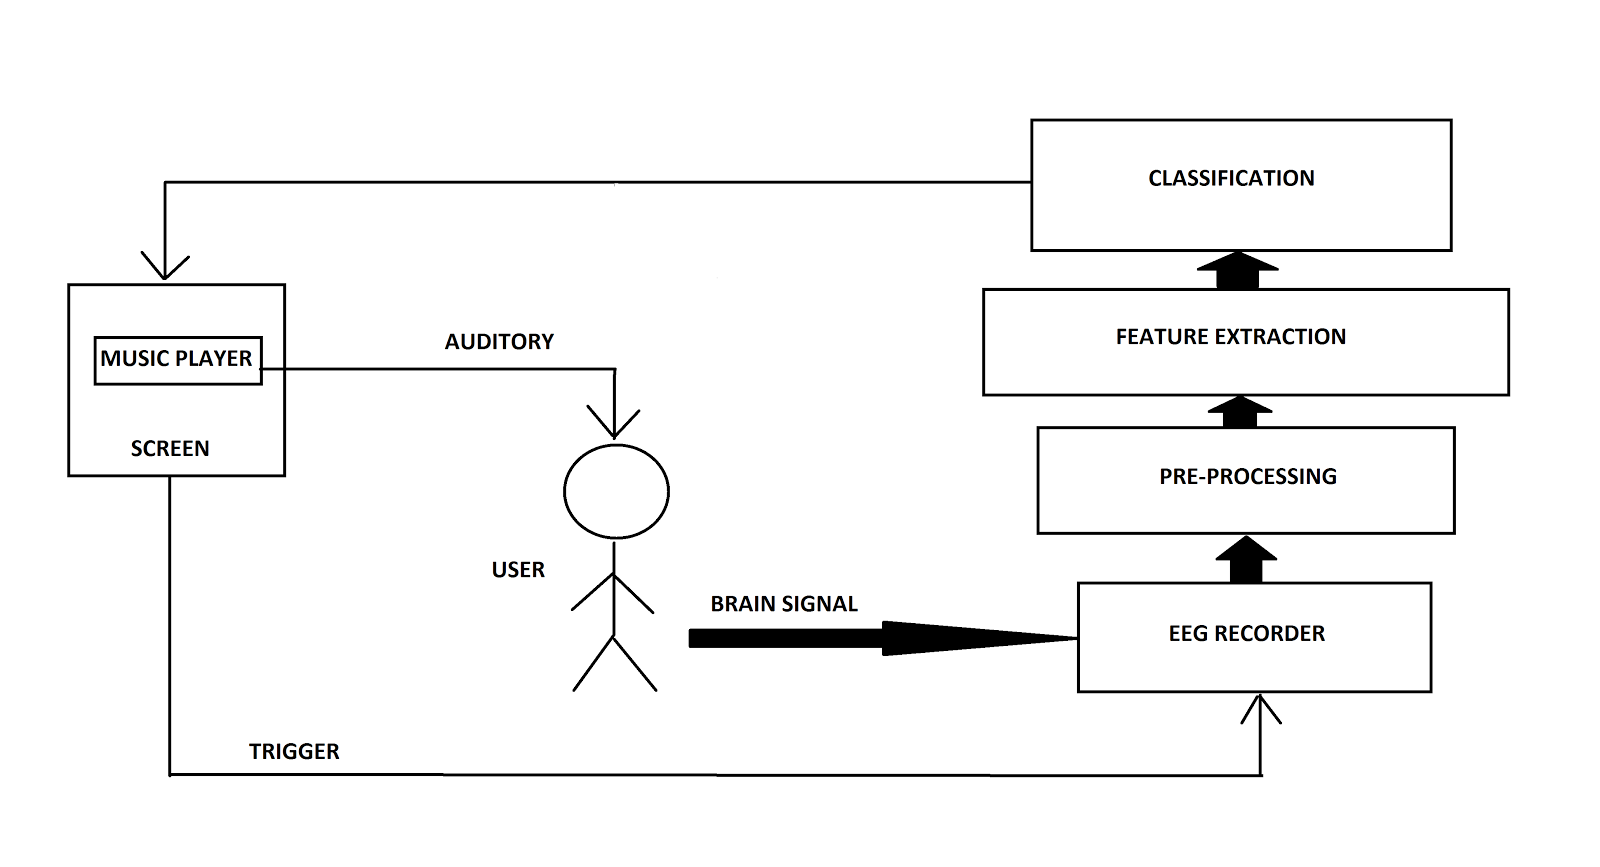 CLASSIFICATION
FEATURE EXTRACTION
AUDITORY
MUSIC PLAYER
SCREEN
PRE-PROCESSING
USER
BRAIN SIGNAL
EEG RECORDER
TRIGGER